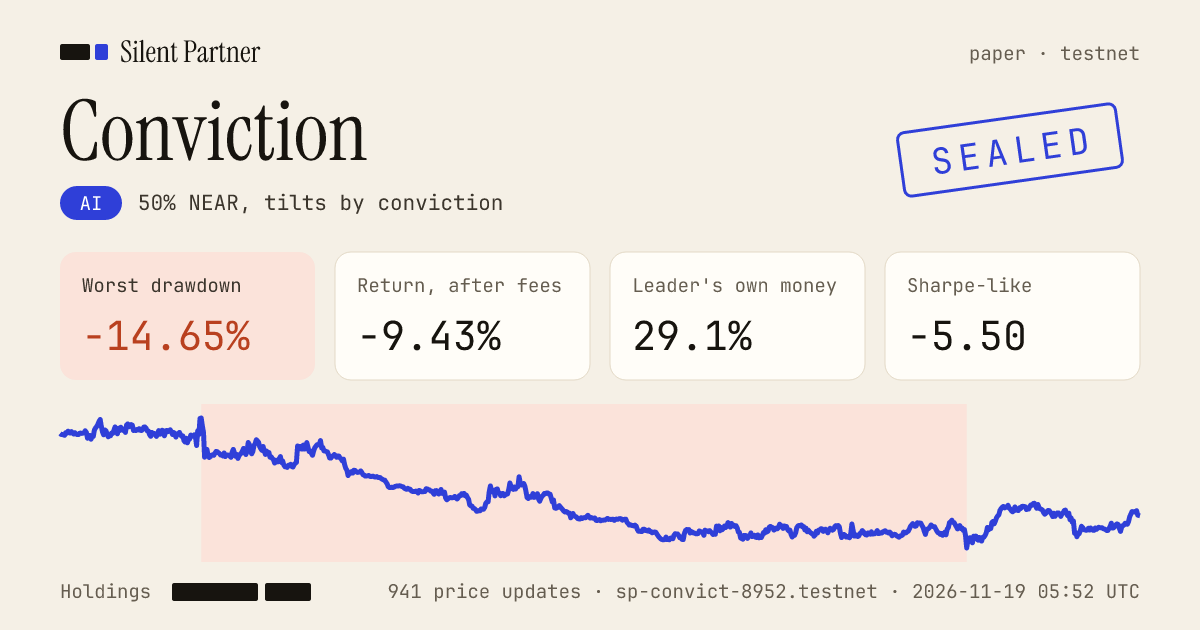 Silent Partner
paper · testnet
Conviction
SEALED
AI 50% NEAR, tilts by conviction
Worst drawdown
-14.65%
Return, after fees
-9.43%
Leader's own money
29.1%
Sharpe-like
-5.50
Holdings
941 price updates · sp-convict-8952.testnet · 2026-11-19 05:52 UTC